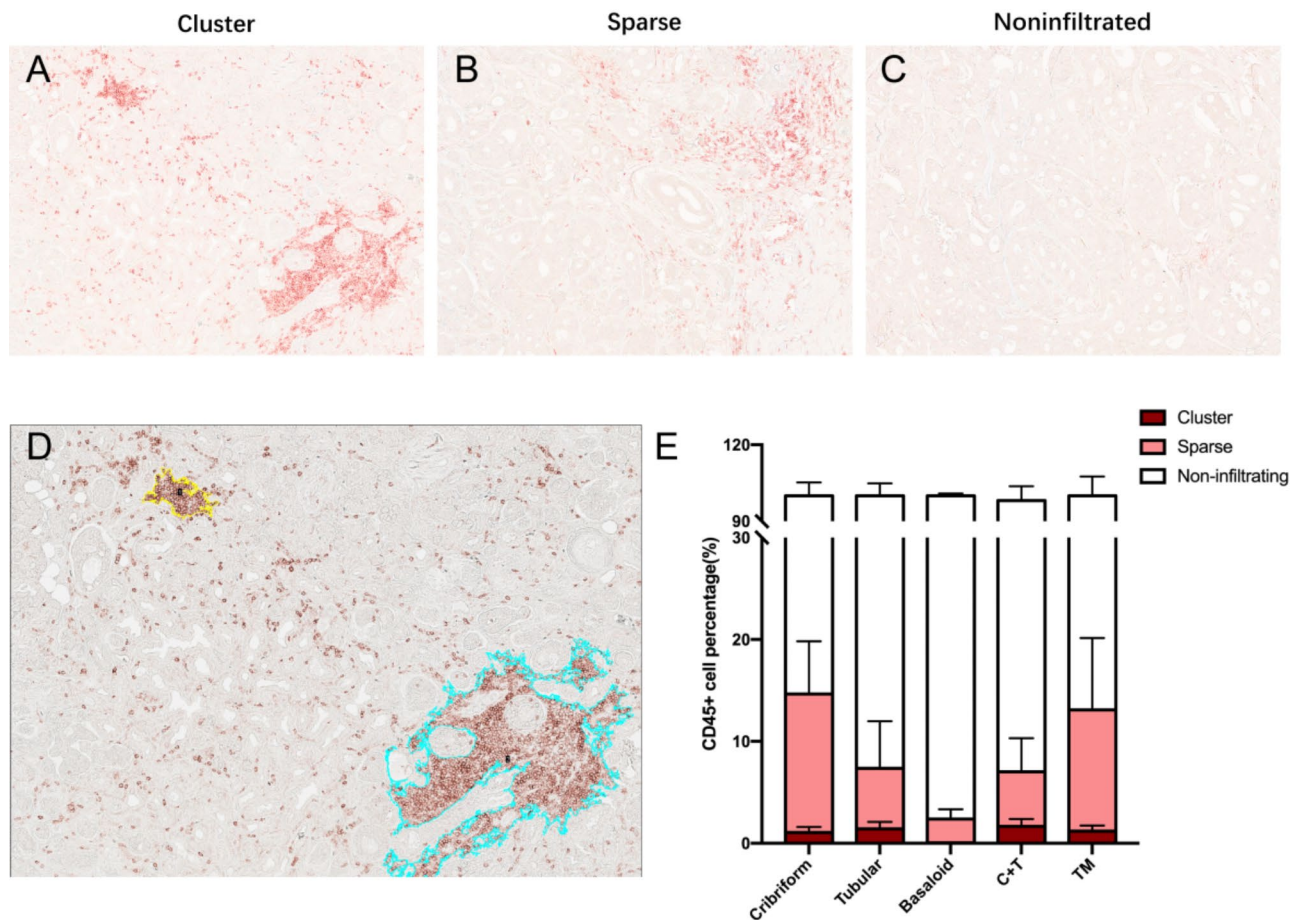 Cluster
Sparse
Noninfiltrated
A
B
C
D
E
Cluster
Sparse
Non-infiltrating
CD45+ cell percentage(%)
120
90
30
20
10
0
Cribriform
Tubular
Basaloid
C+T
TM